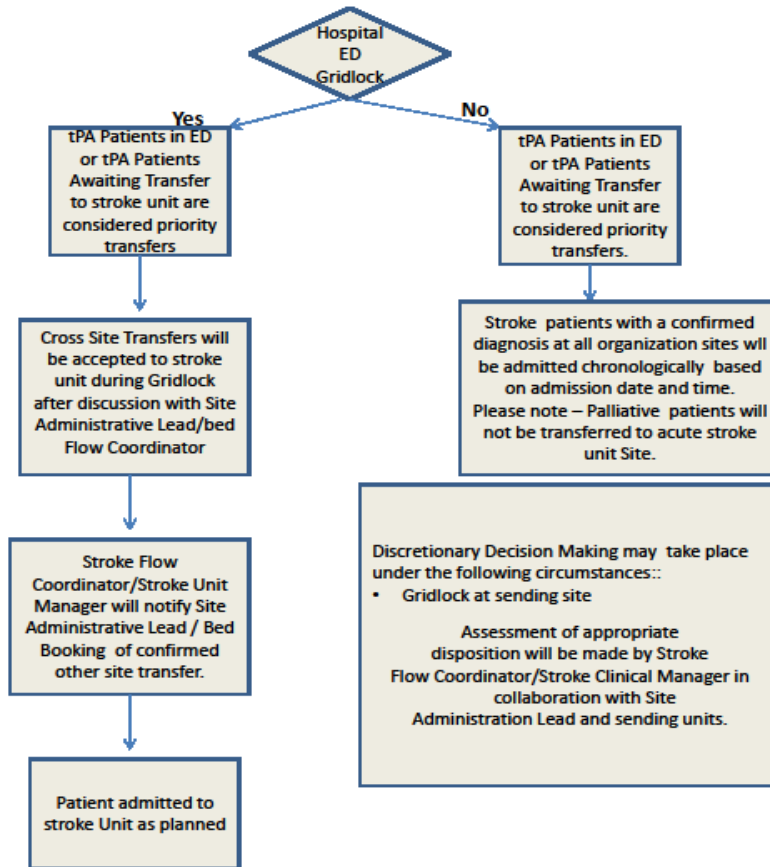 Hospital
ED
Gridlock
Yes
No
tPA Patients in ED
or tPA Patients
Awaiting Transfer
to stroke unit are
considered priority
transfers
Cross Site Transfers will
be accepted to stroke
unit during Gridlock
after discussion with Site
Administrative Lead/bed
Flow Coordinator
Stroke Flow
Coordinator/Stroke Unit
Manager will notify Site
Administrative Lead / Bed
Booking of confirmed
other site transfer.
Patient admitted to
stroke Unit as planned
tPA Patients in ED
or tPA Patients
Awaiting Transfer
to stroke unit are
considered priority
transfers.
Stroke patients with a confirmed
diagnosis at all organization sites wll
be admitted chronologically based
on admission date and time.
Please note – Palliative patients will
not be transferred to acute stroke
unit Site.
Discretionary Decision Making may take place
under the following circumstances::
• Gridlock at sending site
Assessment of appropriate
disposition will be made by Stroke
Flow Coordinator/Stroke Clinical Manager in
collaboration with Site
Administration Lead and sending units.